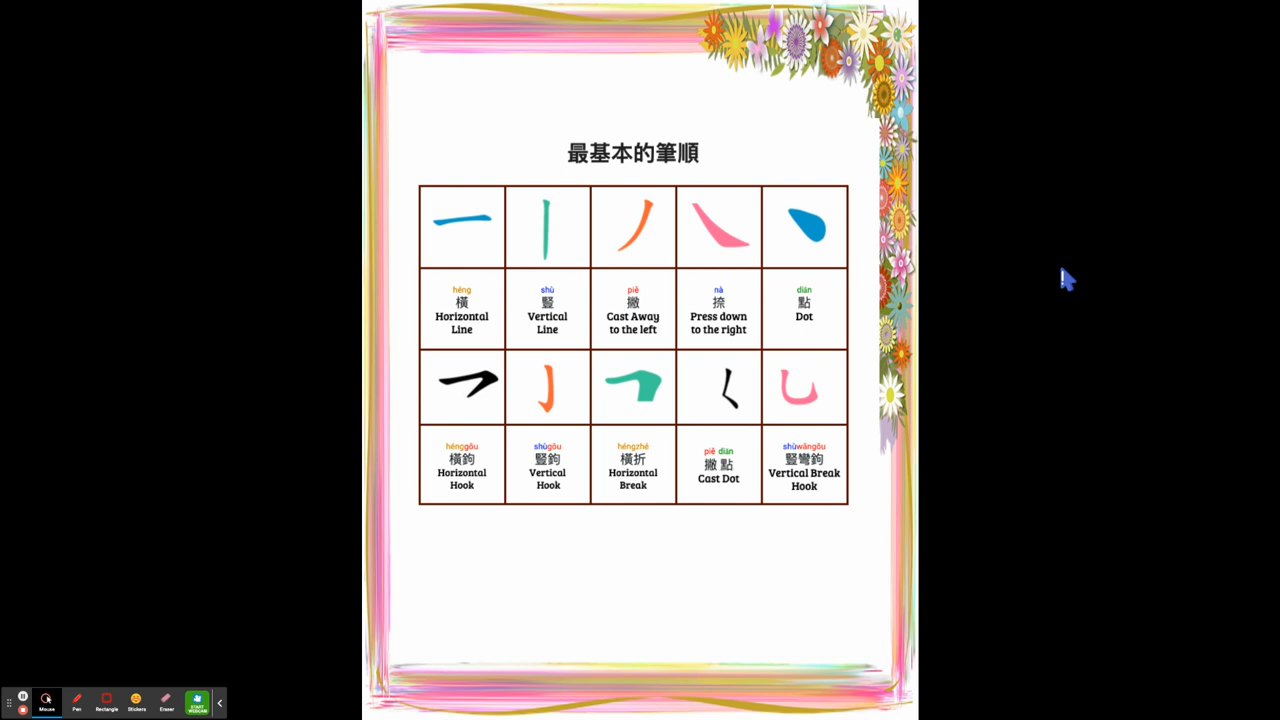 最基本的筆順
héng
橫
Horizontal
Line
shù
豎
Vertical
Line
piě
撇
Cast Away
to the left
nà
捺
Press down
to the right
diǎn
點
Dot
hénggōu
橫鉤
Horizontal
Hook
shùgōu
豎鉤
Vertical
Hook
héngzhé
橫折
Horizontal
Break
piě diǎn
撇 點
Cast Dot
shùwāngōu
豎彎鉤
Vertical Break
Hook
Mouse
Pen
Rectangle
Stickers
Eraser
START
WEBCAM